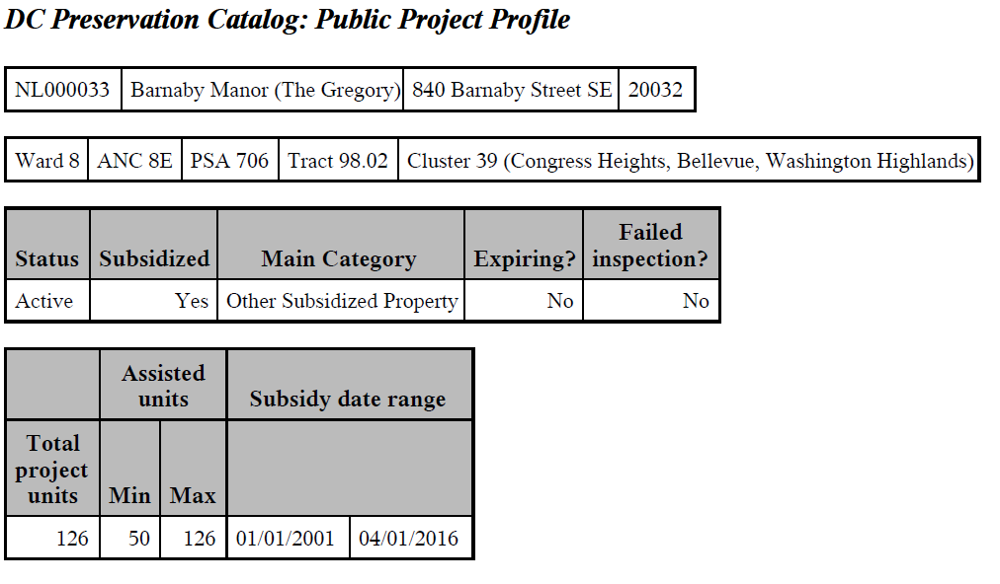 DC Preservation Catalog: Public Project Profile
NL000033 Barnaby Manor (The Gregory) 840 Barnaby Street SE 20032
Ward 8 ANC 8E PSA 706 Tract 98.02 Cluster 39 (Congress Heights, Bellevue, Washington Highlands)
Failed
Status Subsidized Main Category Expiring? inspection?
Active Yes Other Subsidized Property No No
Assisted
units Subsidy date range
Total
project
units Min Max
126 50 126 01/01/2001 04/01/2016